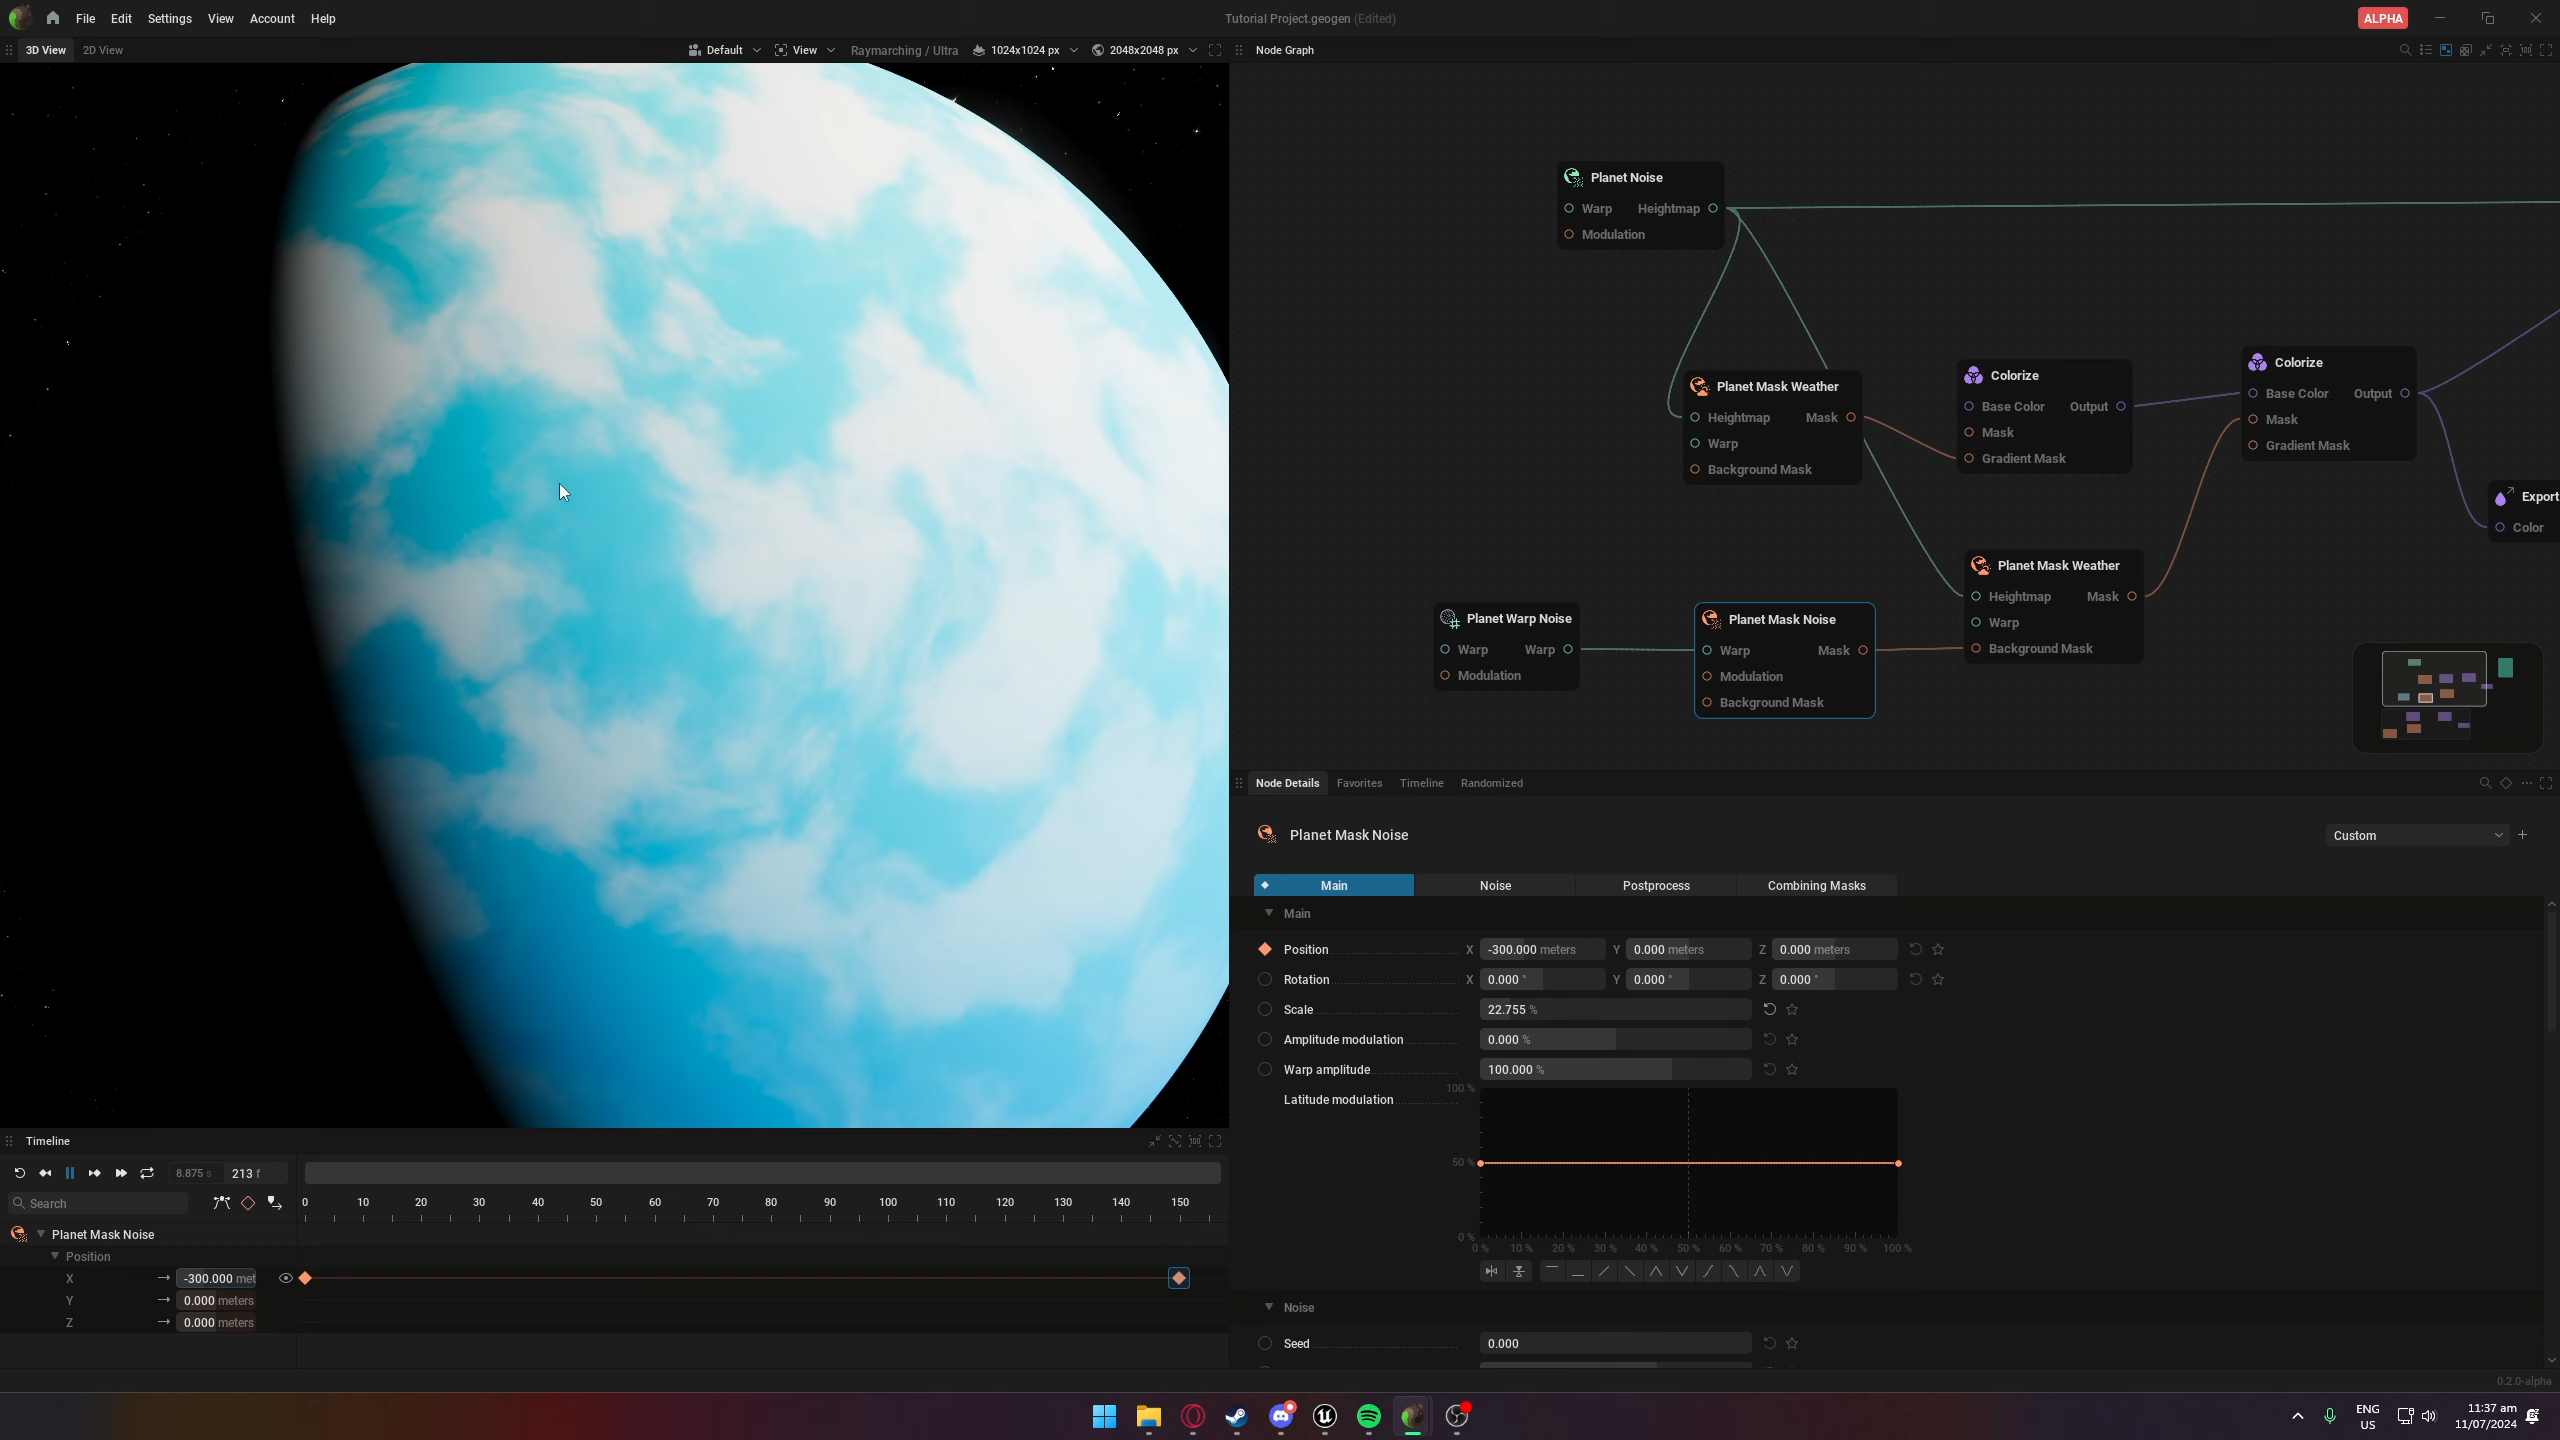 File Edit Settings View Account Help
Tutorial Project.geogen (Edited)
ALPHA
3D View 2D View
Default View Raymarching / Ultra 1024x1024 px 2048x2048 px
Node Graph
Planet Noise
Warp Heightmap
Modulation
Planet Mask Weather
Heightmap Mask
Warp
Background Mask
Colorize
Base Color Output
Mask
Gradient Mask
Colorize
Base Color Output
Mask
Gradient Mask
Export
Color
Planet Mask Weather
Heightmap Mask
Warp
Background Mask
Planet Warp Noise
Warp Warp
Modulation
Planet Mask Noise
Warp Mask
Modulation
Background Mask
Node Details Favorites Timeline Randomized
Planet Mask Noise
Custom
Main Noise Postprocess Combining Masks
Main
Position X -300.000 meters Y 0.000 meters Z 0.000 meters
Rotation X 0.000 ° Y 0.000 ° Z 0.000 °
Scale 22.755 %
Amplitude modulation 0.000 %
Warp amplitude 100.000 %
Latitude modulation
100 %
50 %
0 %
0 % 10 % 20 % 30 % 40 % 50 % 60 % 70 % 80 % 90 % 100 %
Noise
Seed 0.000
Timeline
8.875 s 213 f
Search
0 10 20 30 40 50 60 70 80 90 100 110 120 130 140 150
Planet Mask Noise
Position
X -300.000 met
Y 0.000 meters
Z 0.000 meters
0.2.0-alpha
ENG
US
11:37 am
11/07/2024